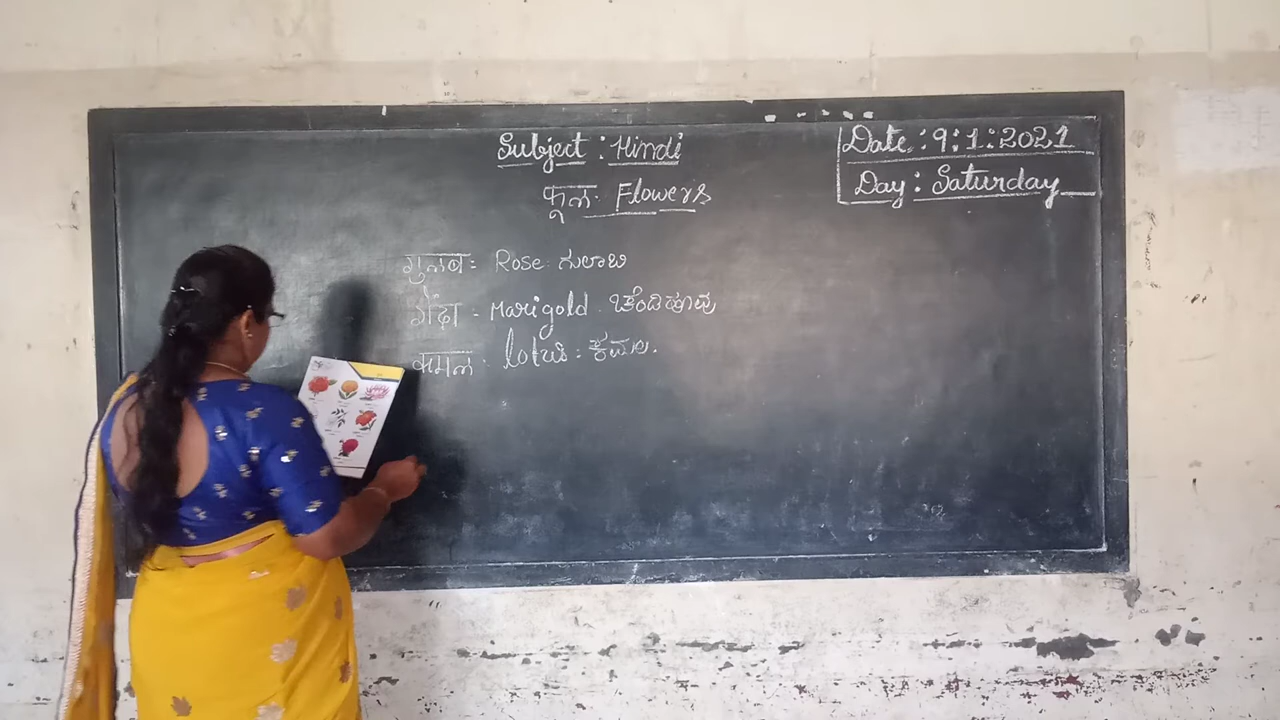 Subject : Hindi
Date : 9:1:2021
Day : Saturday
फूल. Flowers
गुलाब = Rose. ಗುಲಾಬಿ
गेंदा = Marigold. ಚೆಂದಿಹೂವು
कमल = lotus = ಕಮಲ.